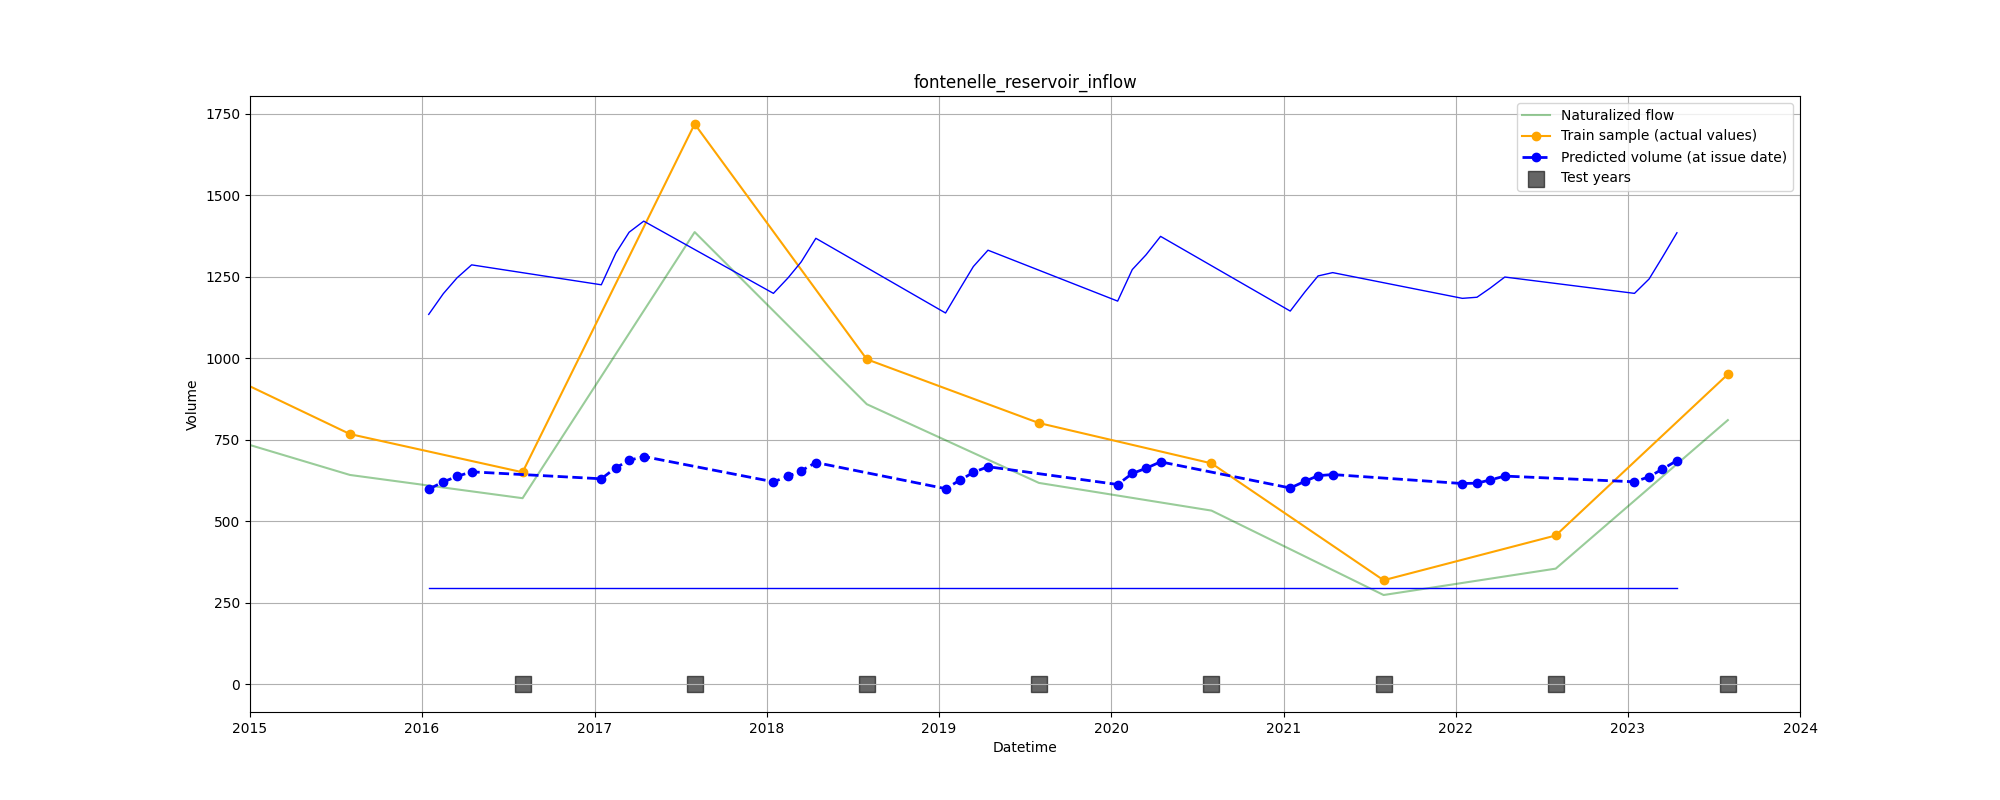 fontenelle_reservoir_inflow
Naturalized flow
Train sample (actual values)
Predicted volume (at issue date)
Test years
1750
1500
1250
1000
750
500
250
0
Volume
2015 2016 2017 2018 2019 2020 2021 2022 2023 2024
Datetime